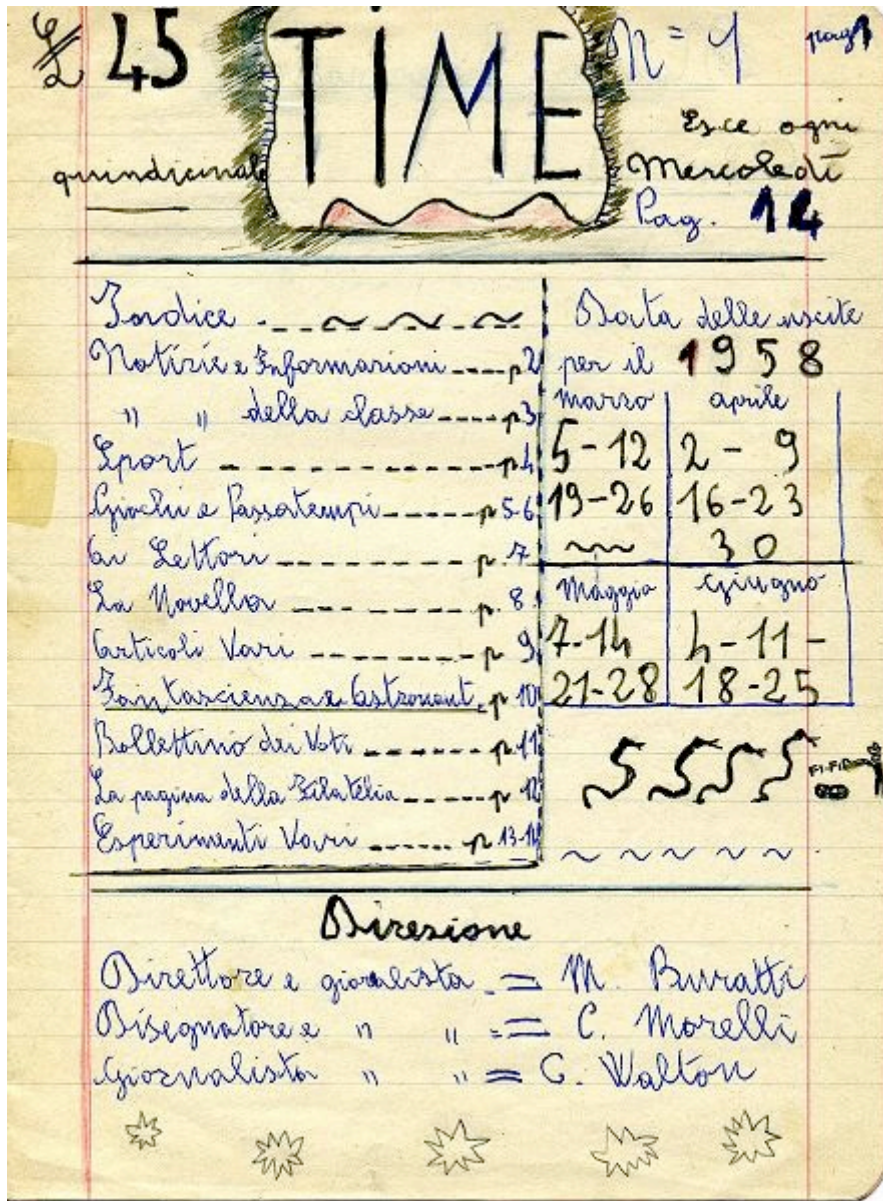 £ 45
TIME
N = 1
pag 1
quindicinale
Esce ogni
Mercoledì
Pag. 14
Indice
Notizie e Informazioni ---- p 2
" " della classe ---- p 3
Sport ---- p 4
Giochi e Passatempi ---- p 5-6
Ai Lettori ---- p. 7
La Novella ---- p. 8
Articoli Vari ---- p 9
Fantascienza e Astronaut. p 10
Bollettino dei Voti ---- p 11
La pagina della Filatelia ---- p 12
Esperimenti Vari ---- p 13-14
Data delle uscite
per il 1958
marzo
5-12
19-26
aprile
2 - 9
16-23
30
Maggio
7-14
21-28
Giugno
4-11-
18-25
Direzione
Direttore e giornalista = M. Buratti
Disegnatore e " " = C. Morelli
Giornalista " " = G. Walton